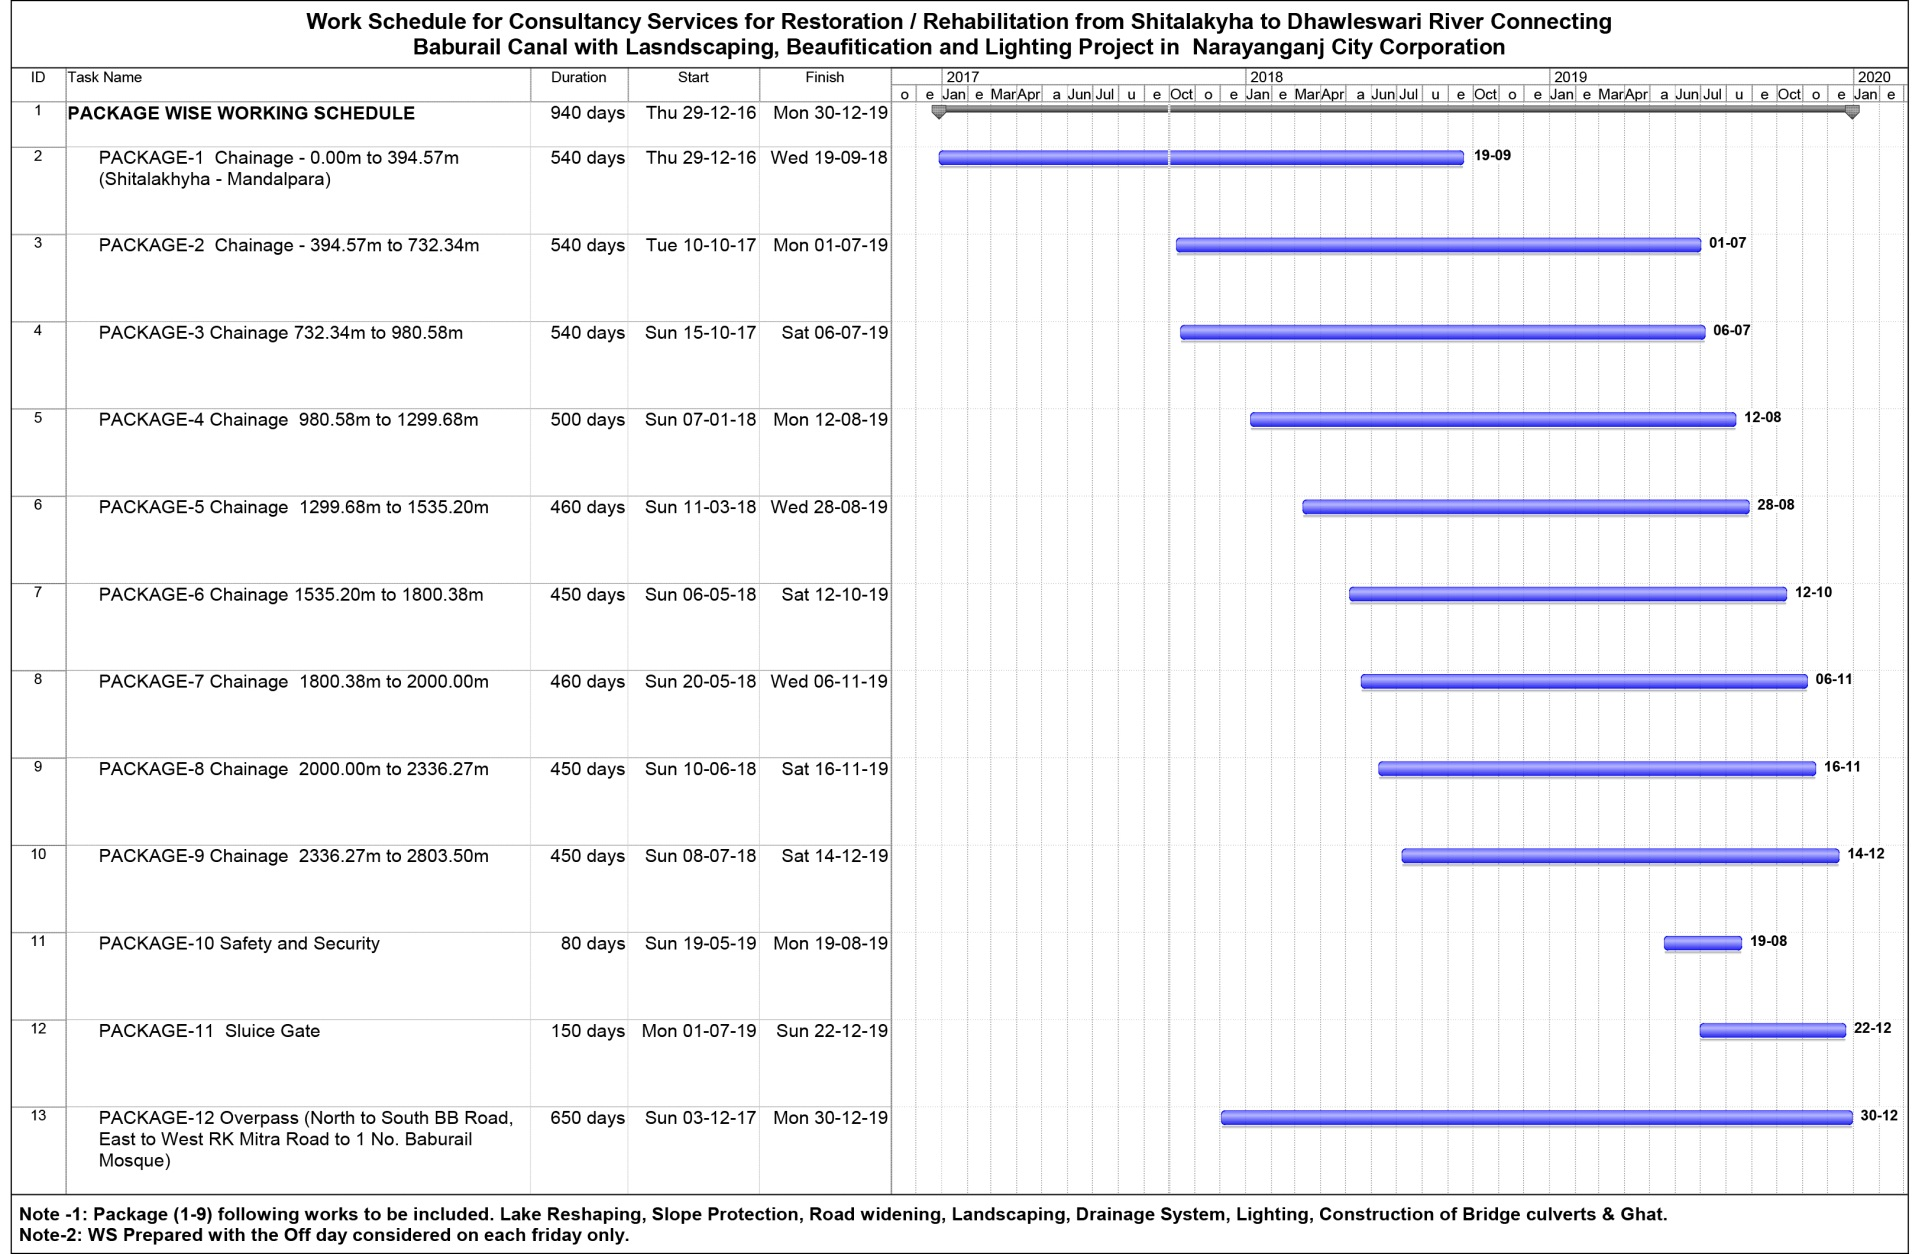 Work Schedule for Consultancy Services for Restoration / Rehabilitation from Shitalakyha to Dhawleswari River Connecting
Baburail Canal with Lasndscaping, Beaufitication and Lighting Project in Narayanganj City Corporation
ID Task Name Duration Start Finish 2017 2018 2019 2020
o e Jan e Mar Apr a Jun Jul u e Oct o e Jan e Mar Apr a Jun Jul u e Oct o e Jan e Mar Apr a Jun Jul u e Oct o e Jan e
1 PACKAGE WISE WORKING SCHEDULE 940 days Thu 29-12-16 Mon 30-12-19
2 PACKAGE-1 Chainage - 0.00m to 394.57m 540 days Thu 29-12-16 Wed 19-09-18 19-09
(Shitalakhyha - Mandalpara)
3 PACKAGE-2 Chainage - 394.57m to 732.34m 540 days Tue 10-10-17 Mon 01-07-19 01-07
4 PACKAGE-3 Chainage 732.34m to 980.58m 540 days Sun 15-10-17 Sat 06-07-19 06-07
5 PACKAGE-4 Chainage 980.58m to 1299.68m 500 days Sun 07-01-18 Mon 12-08-19 12-08
6 PACKAGE-5 Chainage 1299.68m to 1535.20m 460 days Sun 11-03-18 Wed 28-08-19 28-08
7 PACKAGE-6 Chainage 1535.20m to 1800.38m 450 days Sun 06-05-18 Sat 12-10-19 12-10
8 PACKAGE-7 Chainage 1800.38m to 2000.00m 460 days Sun 20-05-18 Wed 06-11-19 06-11
9 PACKAGE-8 Chainage 2000.00m to 2336.27m 450 days Sun 10-06-18 Sat 16-11-19 16-11
10 PACKAGE-9 Chainage 2336.27m to 2803.50m 450 days Sun 08-07-18 Sat 14-12-19 14-12
11 PACKAGE-10 Safety and Security 80 days Sun 19-05-19 Mon 19-08-19 19-08
12 PACKAGE-11 Sluice Gate 150 days Mon 01-07-19 Sun 22-12-19 22-12
13 PACKAGE-12 Overpass (North to South BB Road, 650 days Sun 03-12-17 Mon 30-12-19 30-12
East to West RK Mitra Road to 1 No. Baburail
Mosque)
Note -1: Package (1-9) following works to be included. Lake Reshaping, Slope Protection, Road widening, Landscaping, Drainage System, Lighting, Construction of Bridge culverts & Ghat.
Note-2: WS Prepared with the Off day considered on each friday only.